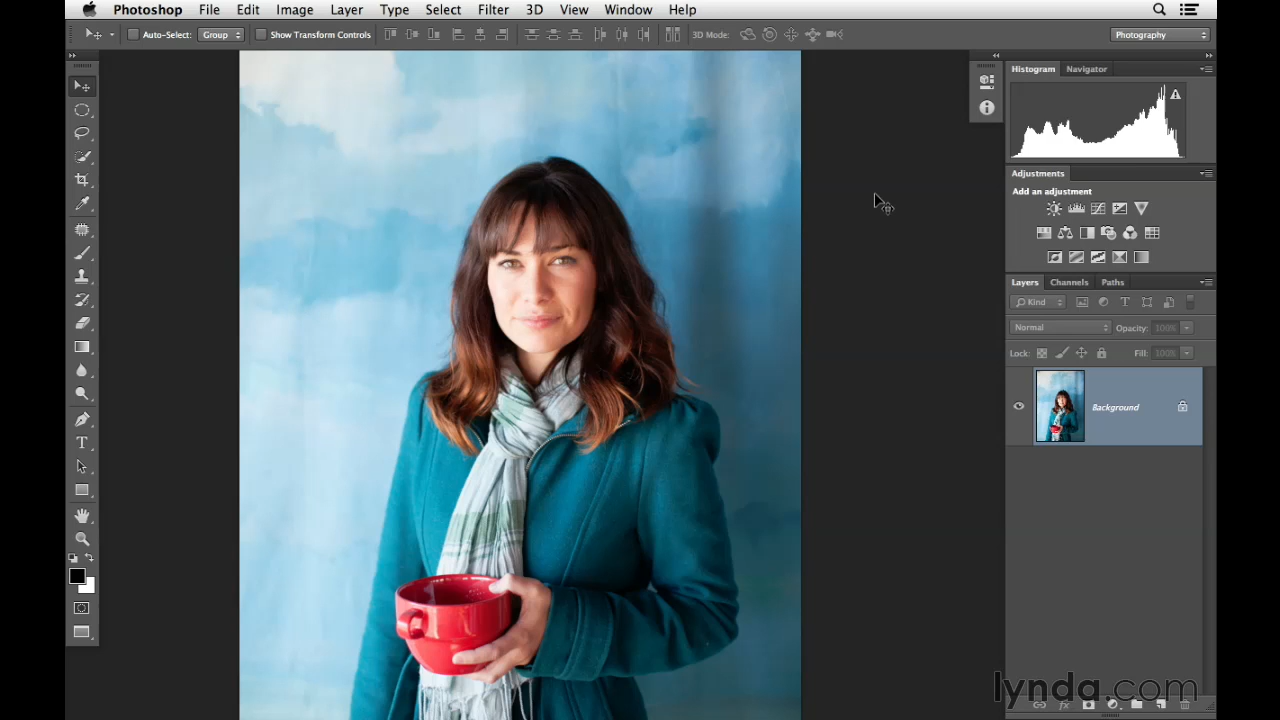 Photoshop File Edit Image Layer Type Select Filter 3D View Window Help
Auto-Select: Group Show Transform Controls 3D Mode: Photography
Histogram Navigator
Adjustments
Add an adjustment
Layers Channels Paths
Kind
Normal Opacity: 100%
Lock: Fill: 100%
Background
lynda.com